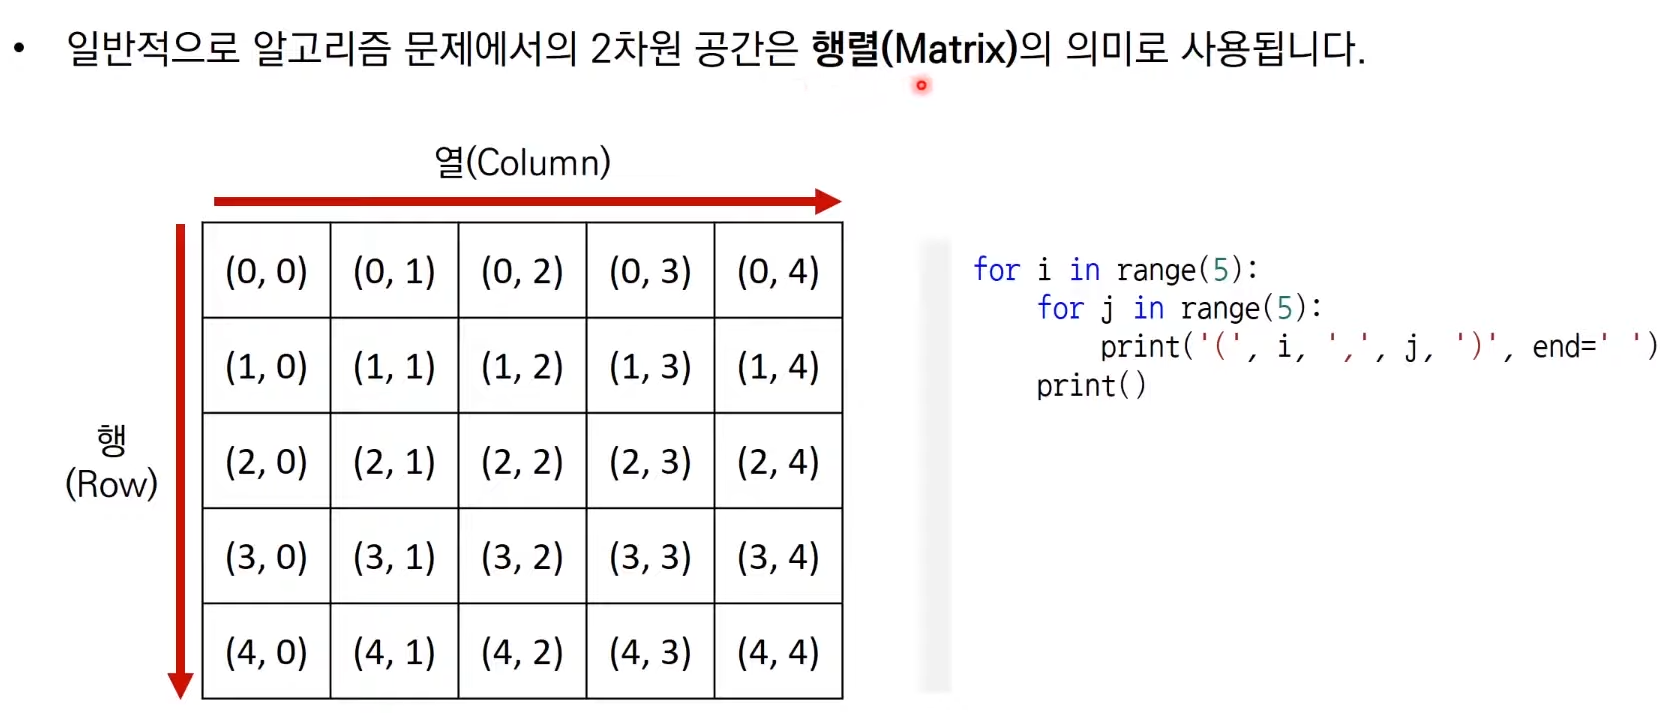 • 일반적으로 알고리즘 문제에서의 2차원 공간은 행렬(Matrix)의 의미로 사용됩니다.
열(Column)
행
(Row)
(0, 0) (0, 1) (0, 2) (0, 3) (0, 4)
(1, 0) (1, 1) (1, 2) (1, 3) (1, 4)
(2, 0) (2, 1) (2, 2) (2, 3) (2, 4)
(3, 0) (3, 1) (3, 2) (3, 3) (3, 4)
(4, 0) (4, 1) (4, 2) (4, 3) (4, 4)
for i in range(5):
    for j in range(5):
        print('(', i, ',', j, ')', end=' ')
    print()